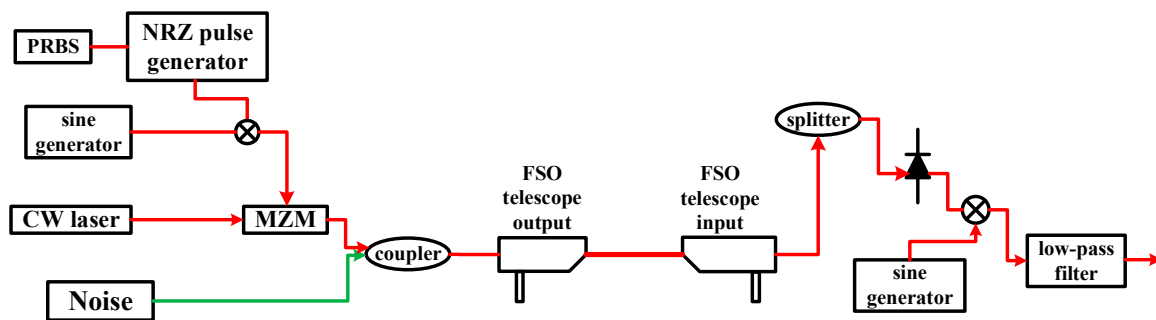 PRBS
NRZ pulse
generator
sine
generator
CW laser
MZM
Noise
coupler
FSO
telescope
output
FSO
telescope
input
splitter
sine
generator
low-pass
filter